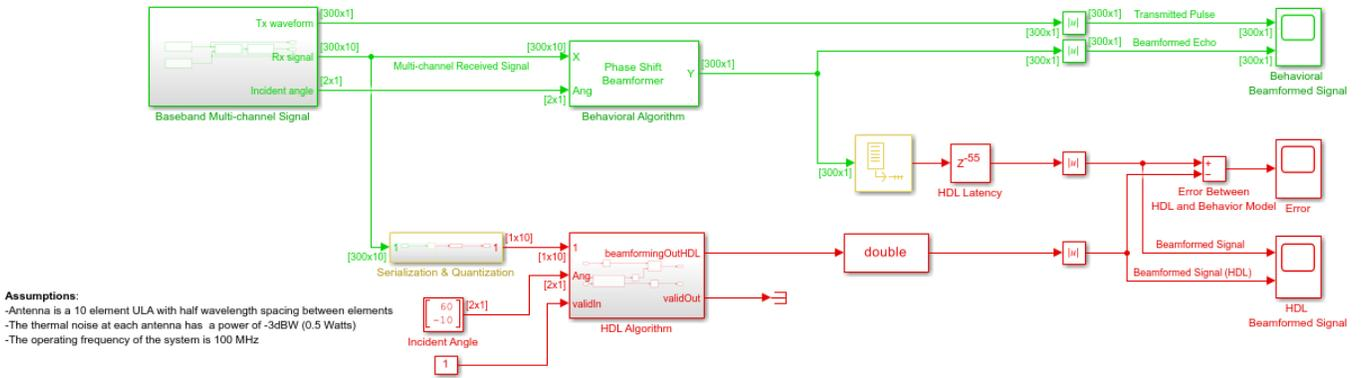 Tx waveform
[300x1]
[300x1]
|u|
[300x1]
Transmitted Pulse
[300x1]
[300x10]
Rx signal
Multi-channel Received Signal
[300x10]
X
Phase Shift
Beamformer
Y
[300x1]
[300x1]
|u|
[300x1]
Beamformed Echo
[300x1]
Incident angle
[2x1]
Ang
[2x1]
Baseband Multi-channel Signal
Behavioral Algorithm
Behavioral
Beamformed Signal
[300x1]
Z-55
HDL Latency
|u|
+
−
Error Between
HDL and Behavior Model
Error
[300x10]
1
1
[1x10]
Serialization & Quantization
[1x10]
1
beamformingOutHDL
Ang
[2x1]
validIn
validOut
HDL Algorithm
double
|u|
Beamformed Signal
Beamformed Signal (HDL)
HDL
Beamformed Signal
60
−10
[2x1]
Incident Angle
1
Assumptions:
-Antenna is a 10 element ULA with half wavelength spacing between elements
-The thermal noise at each antenna has a power of -3dBW (0.5 Watts)
-The operating frequency of the system is 100 MHz